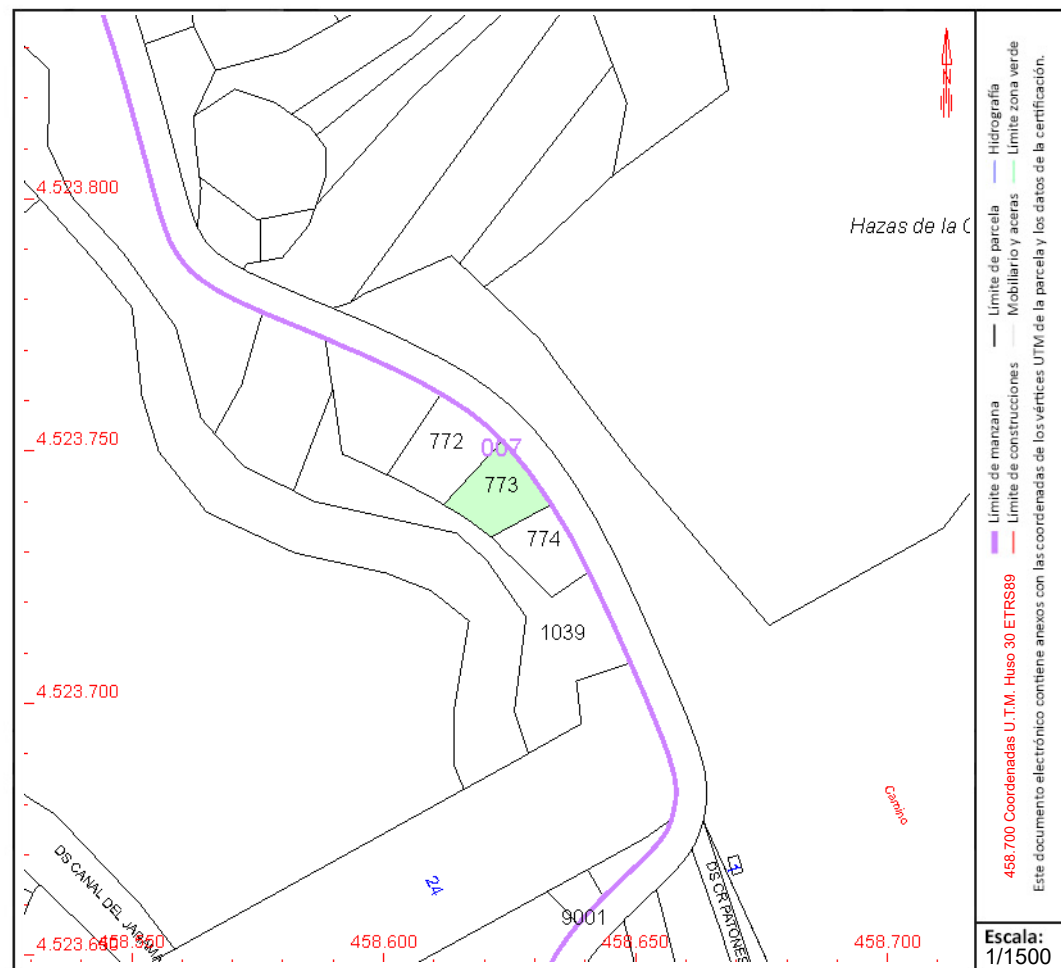 N
4.523.800
Hazas de la C
4.523.750
772
007
773
774
1039
4.523.700
Camino
DS CANAL DEL JARAMA
24
DS CR PATONES
9001
4.523.650
458.600
458.650
458.700
Límite de manzana
Límite de parcela
Hidrografía
Límite de construcciones
Mobiliario y aceras
Límite zona verde
458.700 Coordenadas U.T.M. Huso 30 ETRS89
Este documento electrónico contiene anexos con las coordenadas de los vértices UTM de la parcela y los datos de la certificación.
Escala:
1/1500